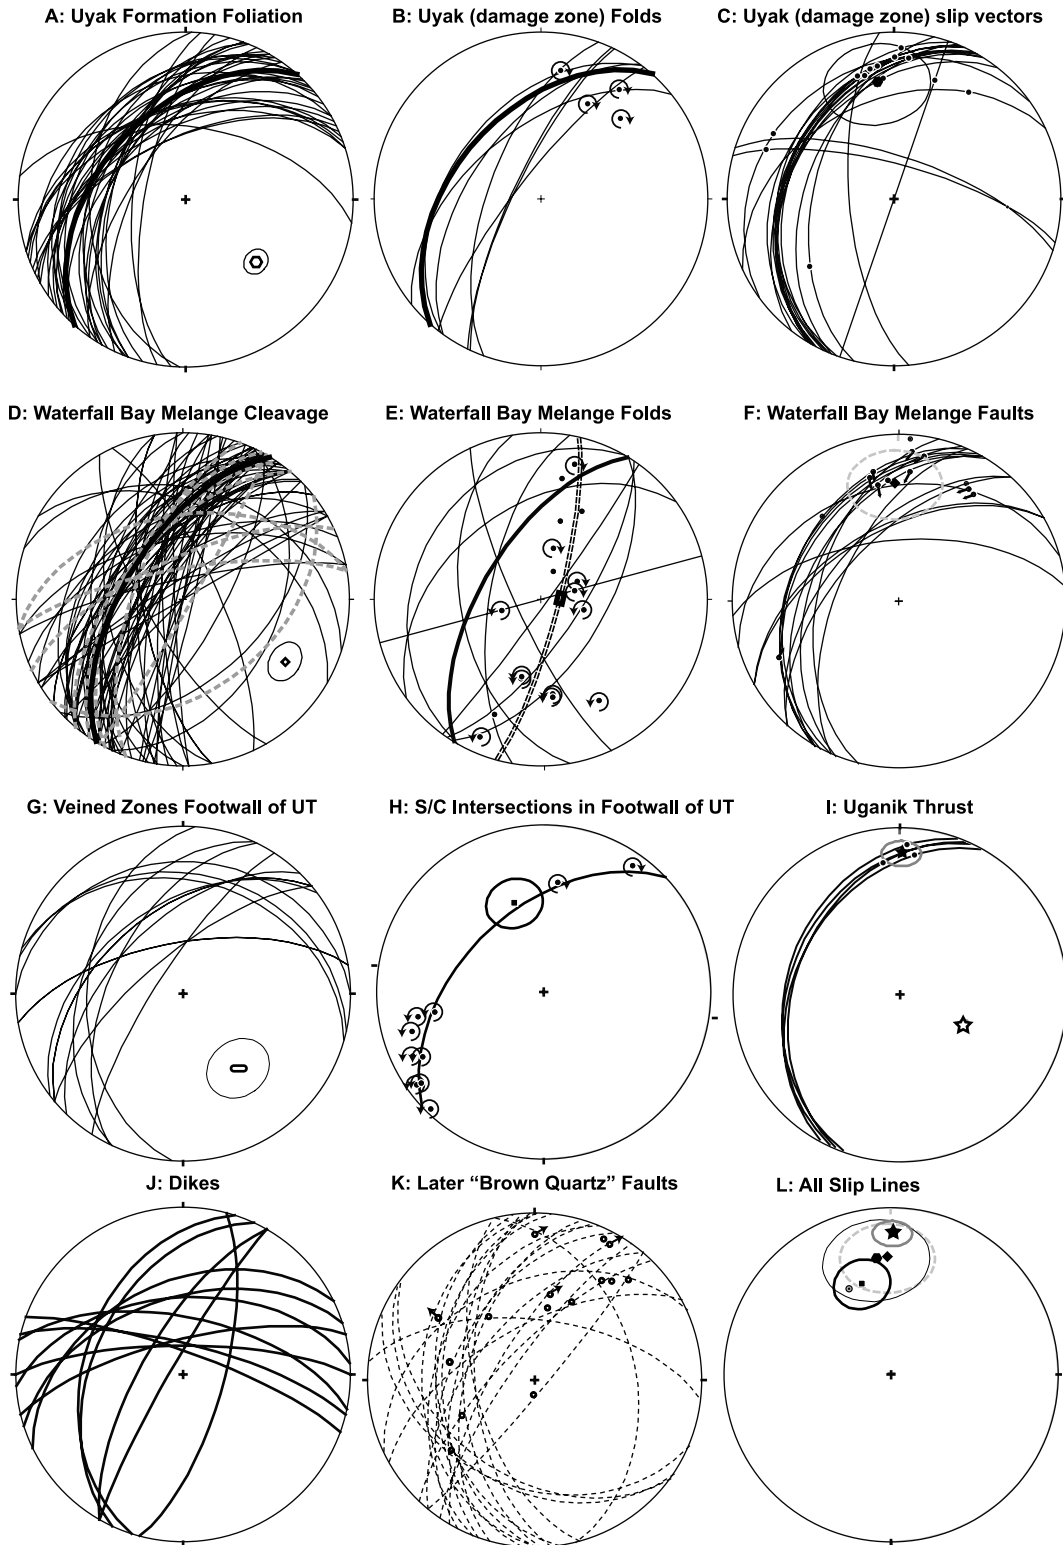 A: Uyak Formation Foliation
B: Uyak (damage zone) Folds
C: Uyak (damage zone) slip vectors
D: Waterfall Bay Melange Cleavage
E: Waterfall Bay Melange Folds
F: Waterfall Bay Melange Faults
G: Veined Zones Footwall of UT
H: S/C Intersections in Footwall of UT
I: Uganik Thrust
J: Dikes
K: Later “Brown Quartz” Faults
L: All Slip Lines